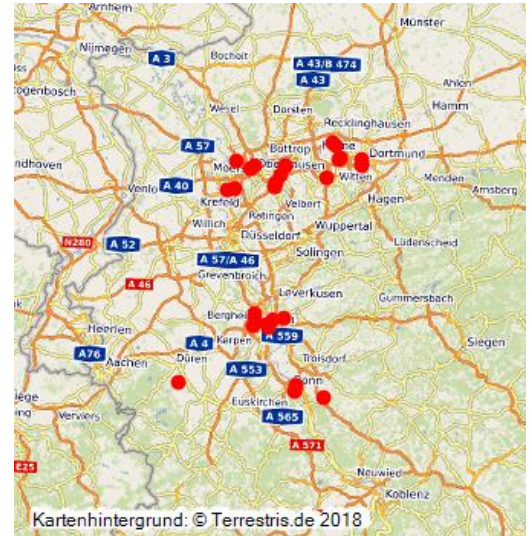 Arnhem
Münster
Nijmegen
A 3
Bocholt
A 43/B 474
A 43
ogenbosch
Ahlen
Wesel
Dorsten
Hamm
Recklinghausen
A 57
Bottrop
Moers
Oberhausen
Herne
Dortmund
ndhoven
Venlo
A 40
Witten
Menden
Arnsberg
Krefeld
Velbert
Hagen
Willich
Ratingen
Wuppertal
Düsseldorf
Lüdenscheid
N280
A 52
A 57/A 46
Solingen
A 46
Grevenbroich
Leverkusen
Gummersbach
Bergheim
Heerlen
A 4
Kerpen
A 559
Siegen
A76
Aachen
Düren
A 553
Troisdorf
Bonn
Euskirchen
A 565
Verviers
A 571
E25
Neuwied
Koblenz
Kartenhintergrund: © Terrestris.de 2018